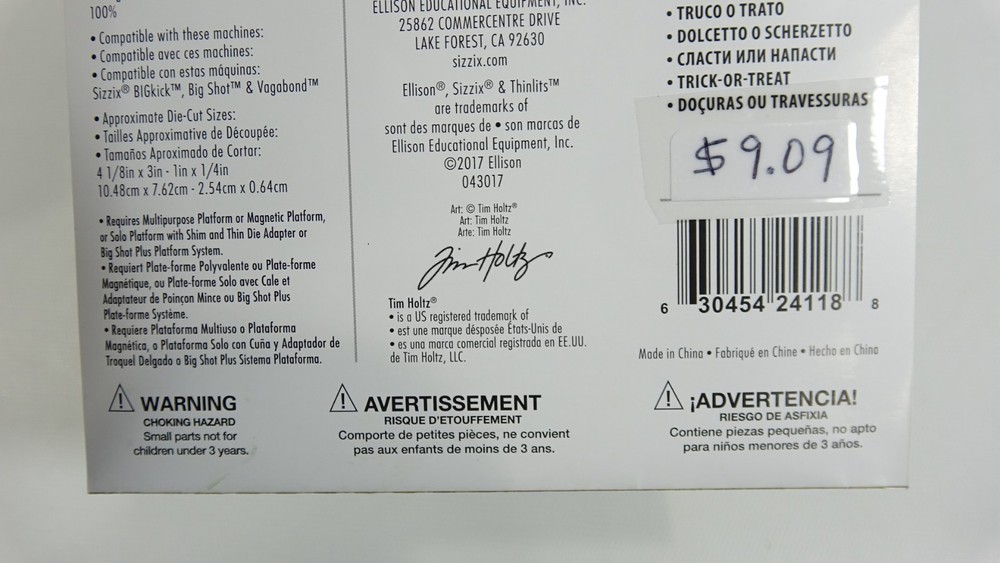 100%
• Compatible with these machines:
• Compatible avec ces machines:
• Compatible con estas máquinas:
Sizzix® BIGkick™, Big Shot™ & Vagabond™
• Approximate Die-Cut Sizes:
• Tailles Approximative de Découpée:
• Tamaños Aproximado de Cortar:
4 1/8in x 3in - 1in x 1/4in
10.48cm x 7.62cm - 2.54cm x 0.64cm
• Requires Multipurpose Platform or Magnetic Platform,
or Solo Platform with Shim and Thin Die Adapter or
Big Shot Plus Platform System.
• Requiert Plate-forme Polyvalente ou Plate-forme
Magnétique, ou Plate-forme Solo avec Cale et
Adaptateur de Poinçon Mince ou Big Shot Plus
Plate-forme Système.
• Requiere Plataforma Multiuso o Plataforma
Magnética, o Plataforma Solo con Cuña y Adaptador de
Troquel Delgado o Big Shot Plus Sistema Plataforma.
ELLISON EDUCATIONAL EQUIPMENT, INC.
25862 COMMERCENTRE DRIVE
LAKE FOREST, CA 92630
sizzix.com
Ellison®, Sizzix® & Thinlits™
are trademarks of
sont des marques de • son marcas de
Ellison Educational Equipment, Inc.
©2017 Ellison
043017
Art: © Tim Holtz®
Art: Tim Holtz
Arte: Tim Holtz
Tim Holtz
Tim Holtz®
• is a US registered trademark of
• est une marque désposée États-Unis de
• es una marca comercial registrada en EE.UU.
de Tim Holtz, LLC.
• TRUCO O TRATO
• DOLCETTO O SCHERZETTO
• СЛАСТИ ИЛИ НАПАСТИ
• TRICK-OR-TREAT
• DOÇURAS OU TRAVESSURAS
$9.09
6 30454 24118 8
Made in China • Fabriqué en Chine • Hecho en China
WARNING
CHOKING HAZARD
Small parts not for
children under 3 years.
AVERTISSEMENT
RISQUE D'ETOUFFEMENT
Comporte de petites pièces, ne convient
pas aux enfants de moins de 3 ans.
¡ADVERTENCIA!
RIESGO DE ASFIXIA
Contiene piezas pequeñas, no apto
para niños menores de 3 años.